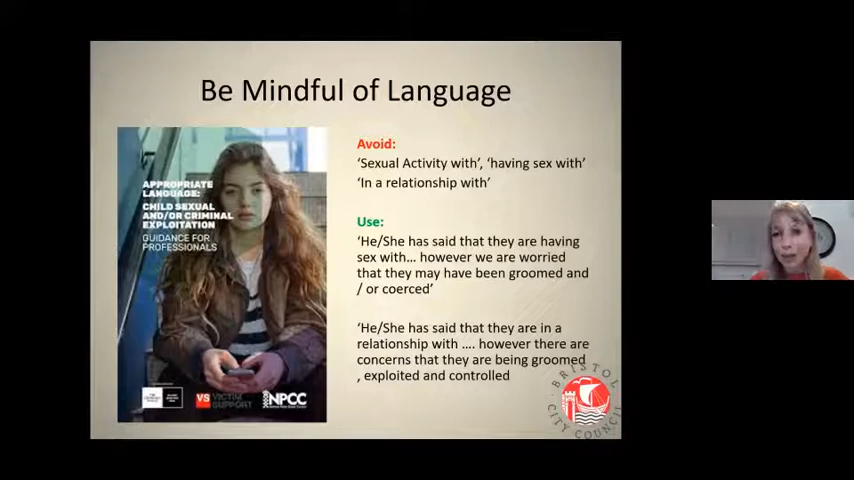 Be Mindful of Language
APPROPRIATE
LANGUAGE:
CHILD SEXUAL
AND/OR CRIMINAL
EXPLOITATION
GUIDANCE FOR
PROFESSIONALS
VS VICTIM
SUPPORT
NPCC
Avoid:
‘Sexual Activity with’, ‘having sex with’
‘In a relationship with’
Use:
‘He/She has said that they are having
sex with... however we are worried
that they may have been groomed and
/ or coerced’
‘He/She has said that they are in a
relationship with .... however there are
concerns that they are being groomed
, exploited and controlled
BRISTOL
CITY COUNCIL